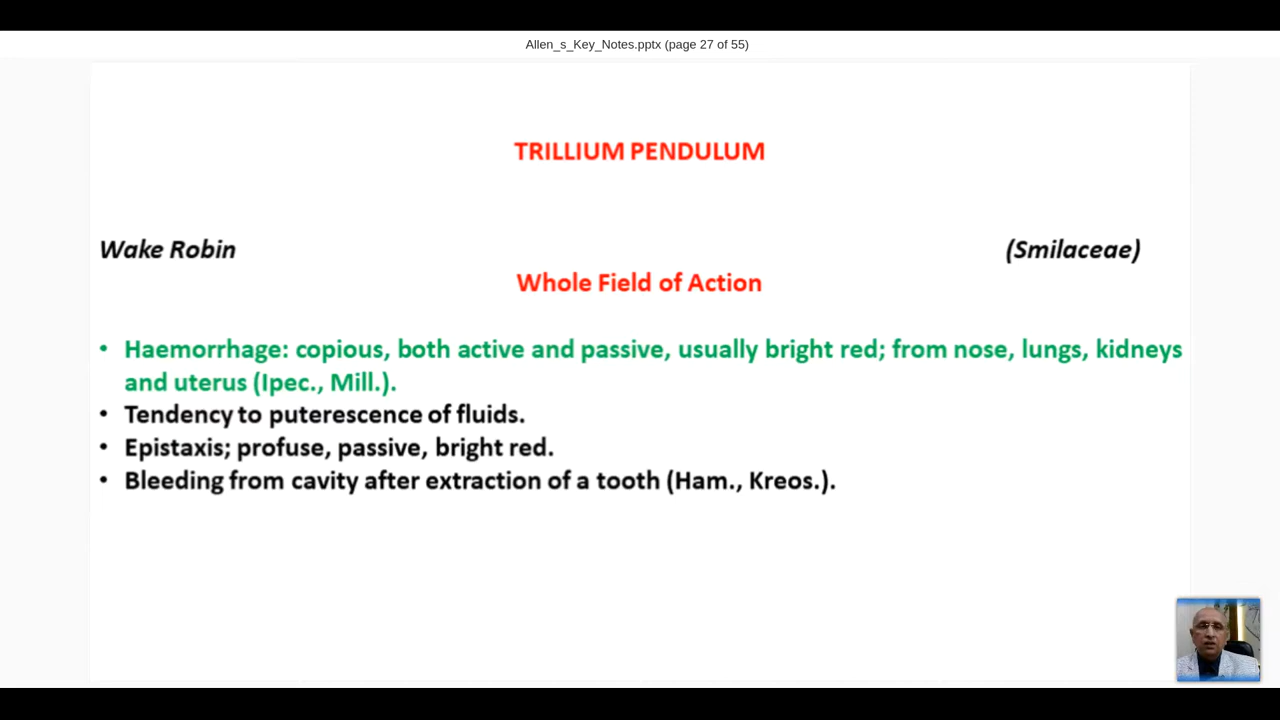 Allen_s_Key_Notes.pptx (page 27 of 55)
TRILLIUM PENDULUM
Wake Robin (Smilaceae)
Whole Field of Action
• Haemorrhage: copious, both active and passive, usually bright red; from nose, lungs, kidneys
and uterus (Ipec., Mill.).
• Tendency to puterescence of fluids.
• Epistaxis; profuse, passive, bright red.
• Bleeding from cavity after extraction of a tooth (Ham., Kreos.).